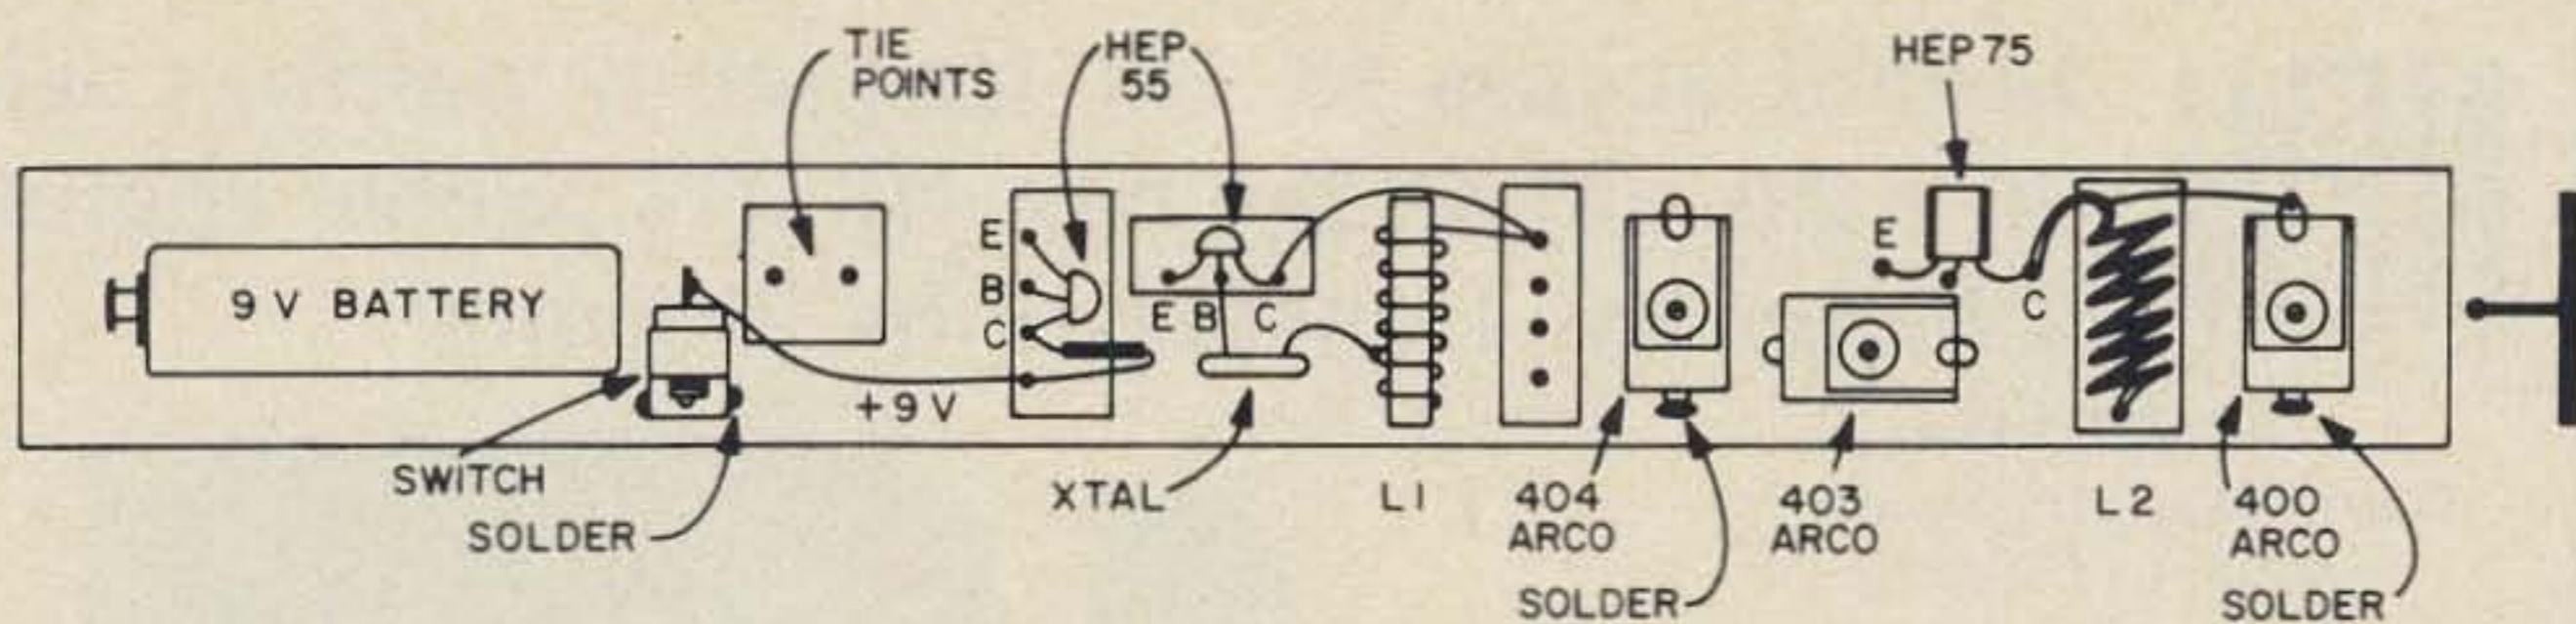 TIE
POINTS
HEP
55
HEP 75
9 V BATTERY
E
B
C
E B C
E
C
+9 V
SWITCH
SOLDER
XTAL
L1
404
ARCO
SOLDER
403
ARCO
L2
400
ARCO
SOLDER